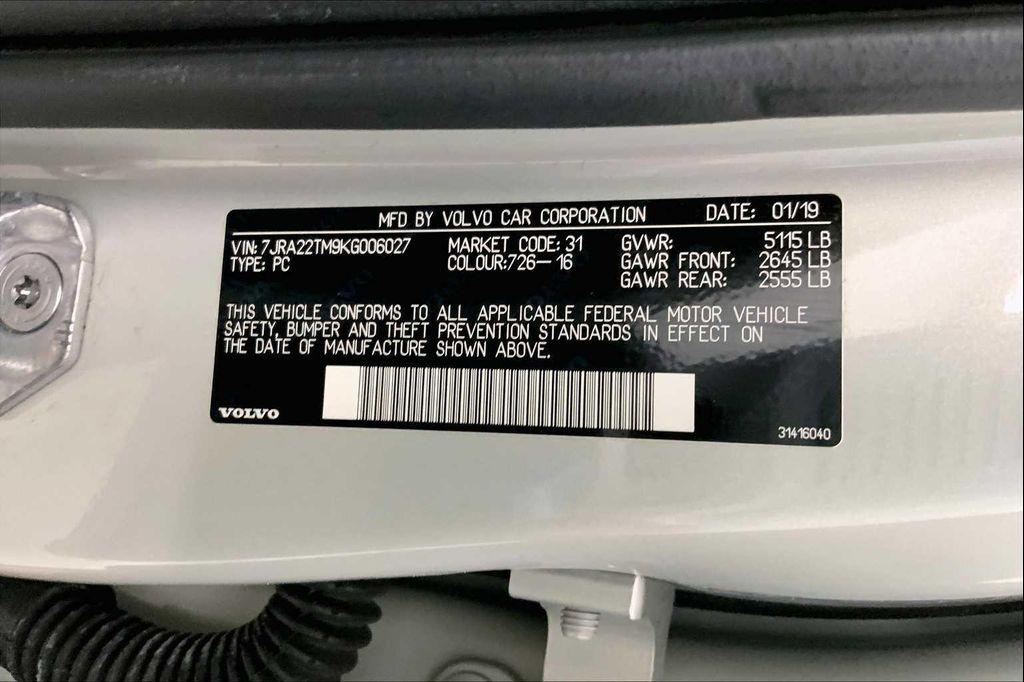 MFD BY VOLVO CAR CORPORATION DATE: 01/19
VIN: 7JRA22TM9KG006027 MARKET CODE: 31 GVWR: 5115 LB
TYPE: PC COLOUR:726-16 GAWR FRONT: 2645 LB
GAWR REAR: 2555 LB
THIS VEHICLE CONFORMS TO ALL APPLICABLE FEDERAL MOTOR VEHICLE
SAFETY, BUMPER AND THEFT PREVENTION STANDARDS IN EFFECT ON
THE DATE OF MANUFACTURE SHOWN ABOVE.
VOLVO
31416040